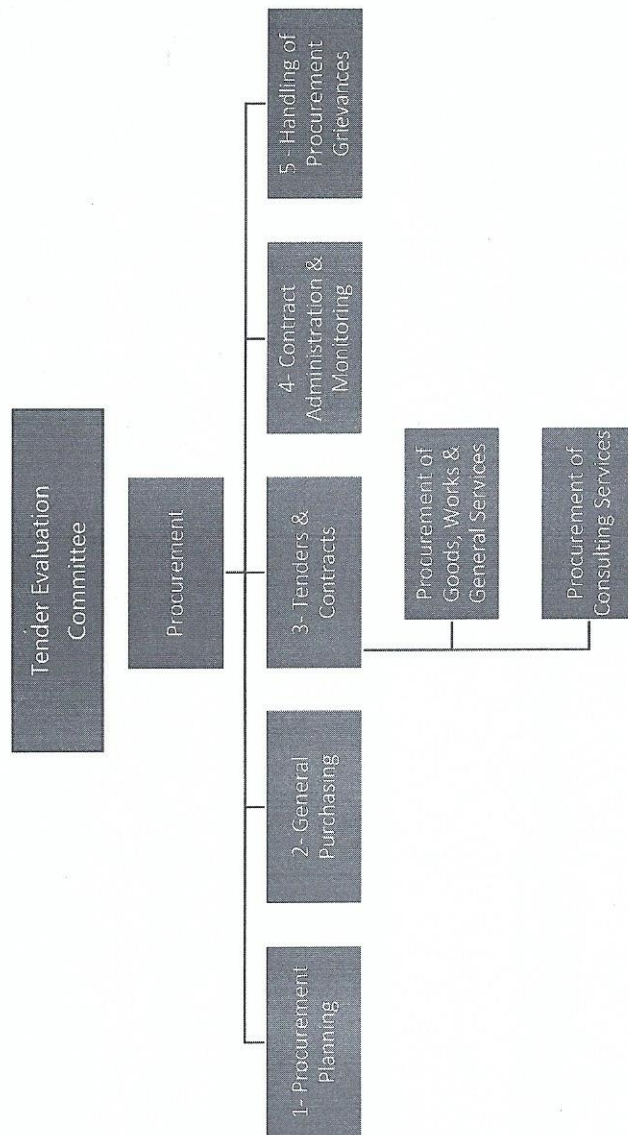 Tender Evaluation
Committee
Procurement
1- Procurement
Planning
2- General
Purchasing
3- Tenders &
Contracts
4- Contract
Administration &
Monitoring
5 - Handling of
Procurement
Grievances
Procurement of
Goods, Works &
General Services
Procurement of
Consulting Services